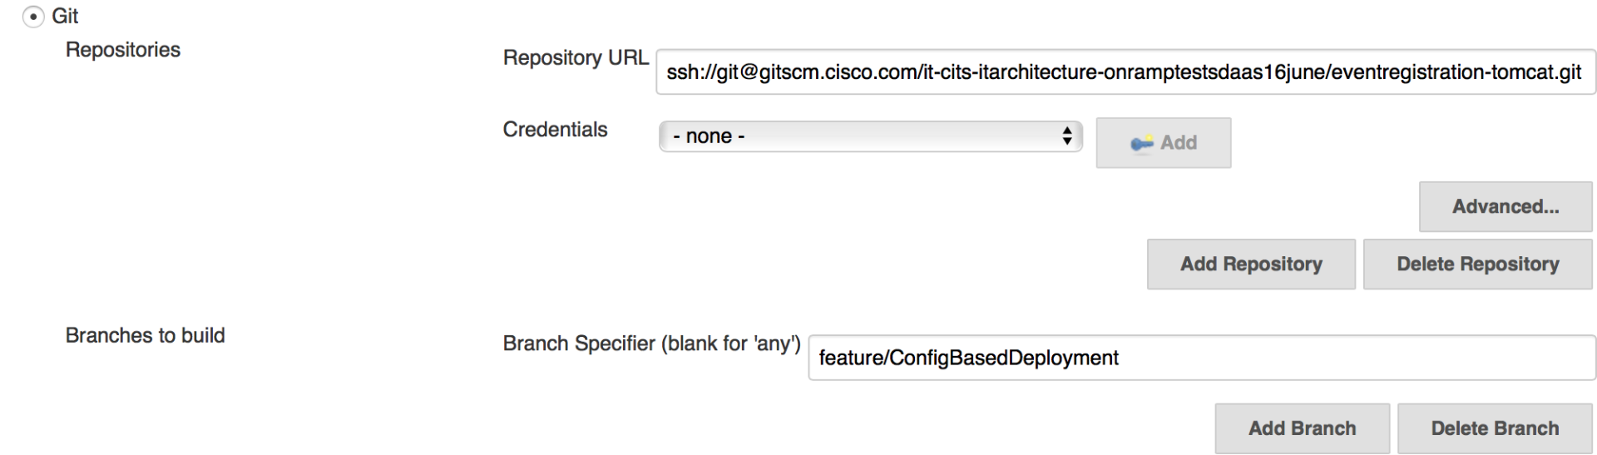 Git
Repositories
Repository URL
ssh://git@gitscm.cisco.com/it-cits-itarchitecture-onramptestsdaas16june/eventregistration-tomcat.git
Credentials
- none -
Add
Advanced...
Add Repository
Delete Repository
Branches to build
Branch Specifier (blank for 'any')
feature/ConfigBasedDeployment
Add Branch
Delete Branch